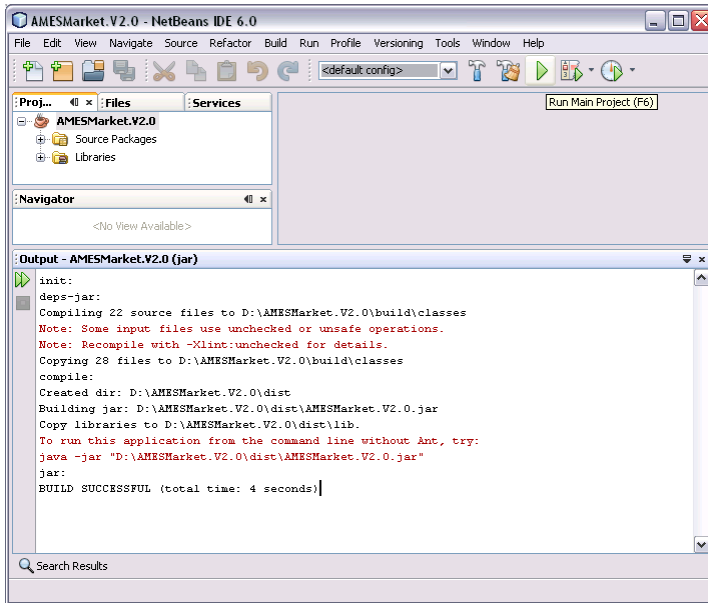 AMESMarket.V2.0 - NetBeans IDE 6.0
File Edit View Navigate Source Refactor Build Run Profile Versioning Tools Window Help
<default config>
Run Main Project (F6)
Proj... Files Services
AMESMarket.V2.0
Source Packages
Libraries
Navigator
<No View Available>
Output - AMESMarket.V2.0 (jar)
init:
deps-jar:
Compiling 22 source files to D:\AMESMarket.V2.0\build\classes
Note: Some input files use unchecked or unsafe operations.
Note: Recompile with -Xlint:unchecked for details.
Copying 28 files to D:\AMESMarket.V2.0\build\classes
compile:
Created dir: D:\AMESMarket.V2.0\dist
Building jar: D:\AMESMarket.V2.0\dist\AMESMarket.V2.0.jar
Copy libraries to D:\AMESMarket.V2.0\dist\lib.
To run this application from the command line without Ant, try:
java -jar "D:\AMESMarket.V2.0\dist\AMESMarket.V2.0.jar"
jar:
BUILD SUCCESSFUL (total time: 4 seconds)
Search Results